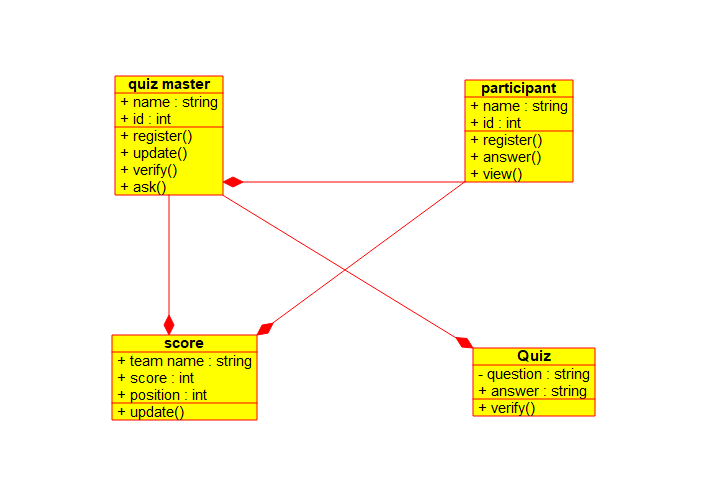 quiz master
+ name : string
+ id : int
+ register()
+ update()
+ verify()
+ ask()
participant
+ name : string
+ id : int
+ register()
+ answer()
+ view()
score
+ team name : string
+ score : int
+ position : int
+ update()
Quiz
- question : string
+ answer : string
+ verify()